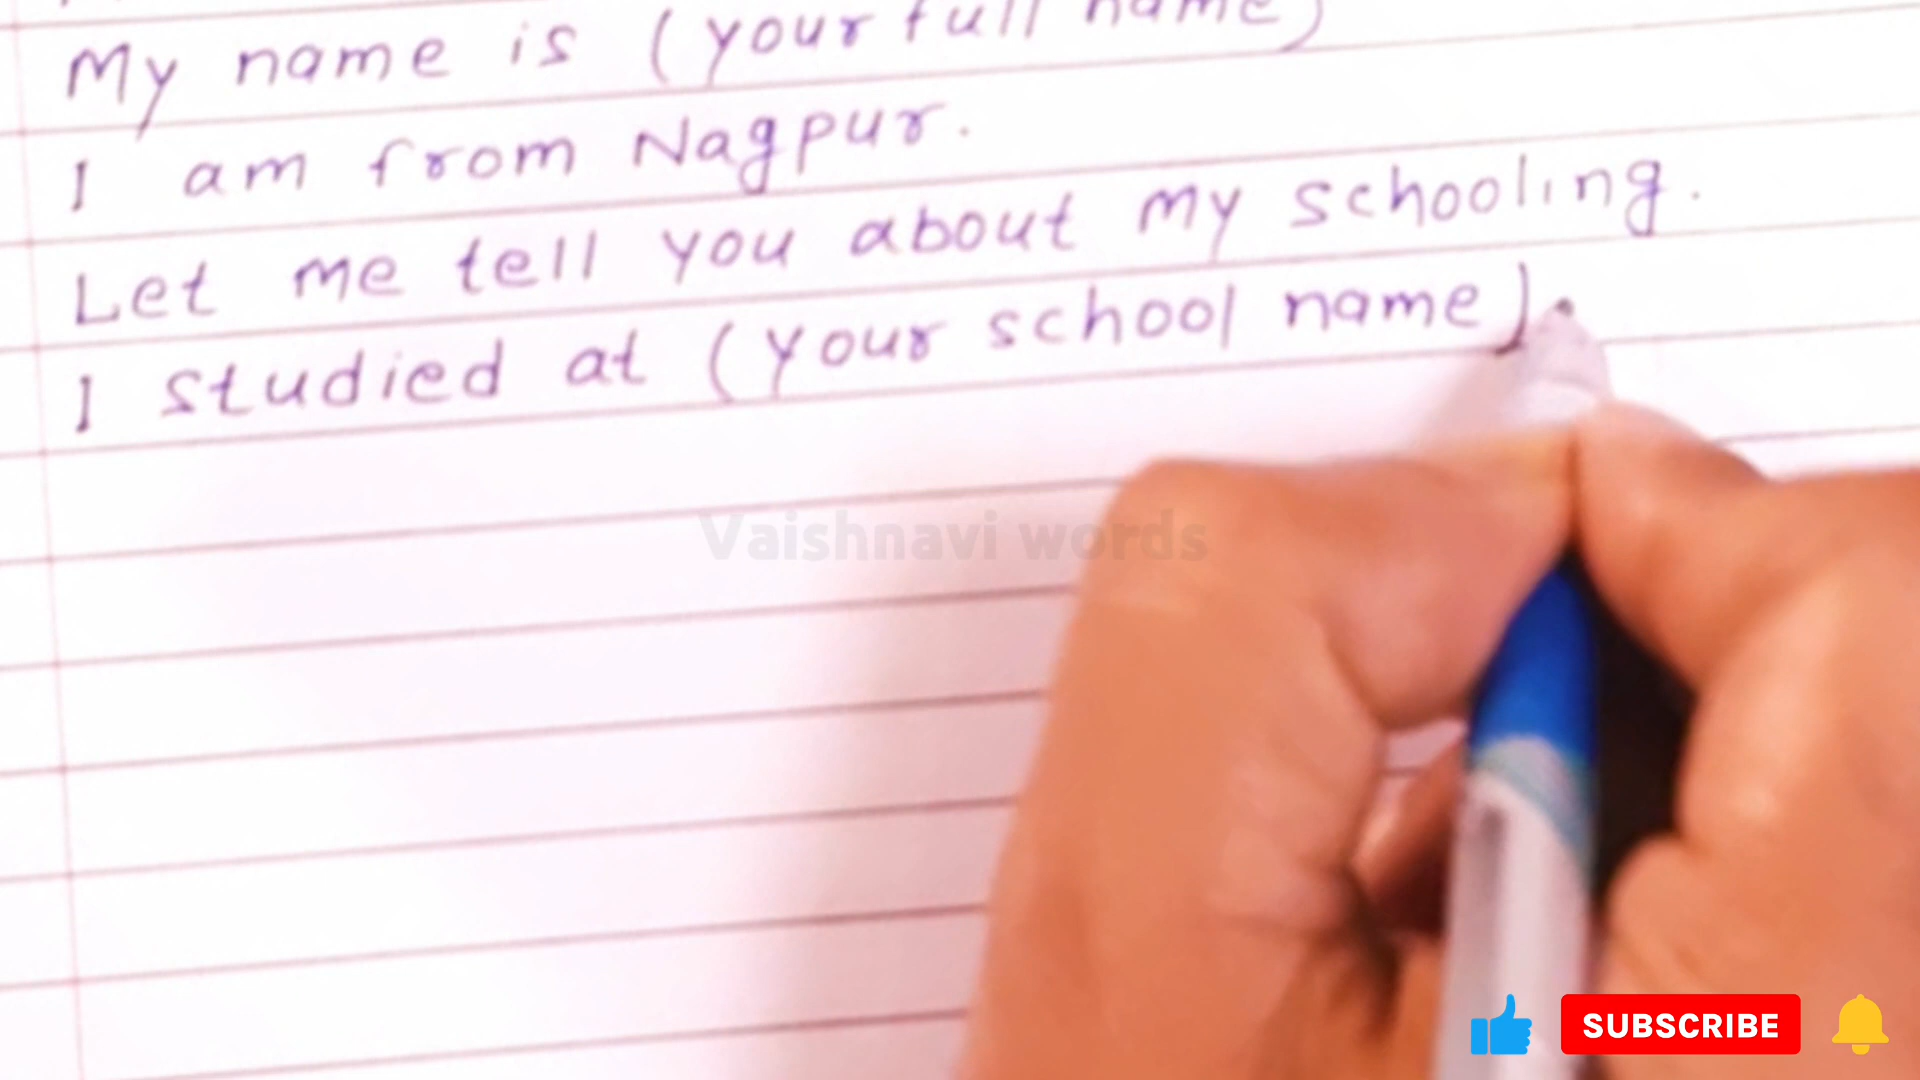 My name is (your full name)
I am from Nagpur.
Let me tell you about my schooling.
I studied at (your school name).
Vaishnavi words
SUBSCRIBE